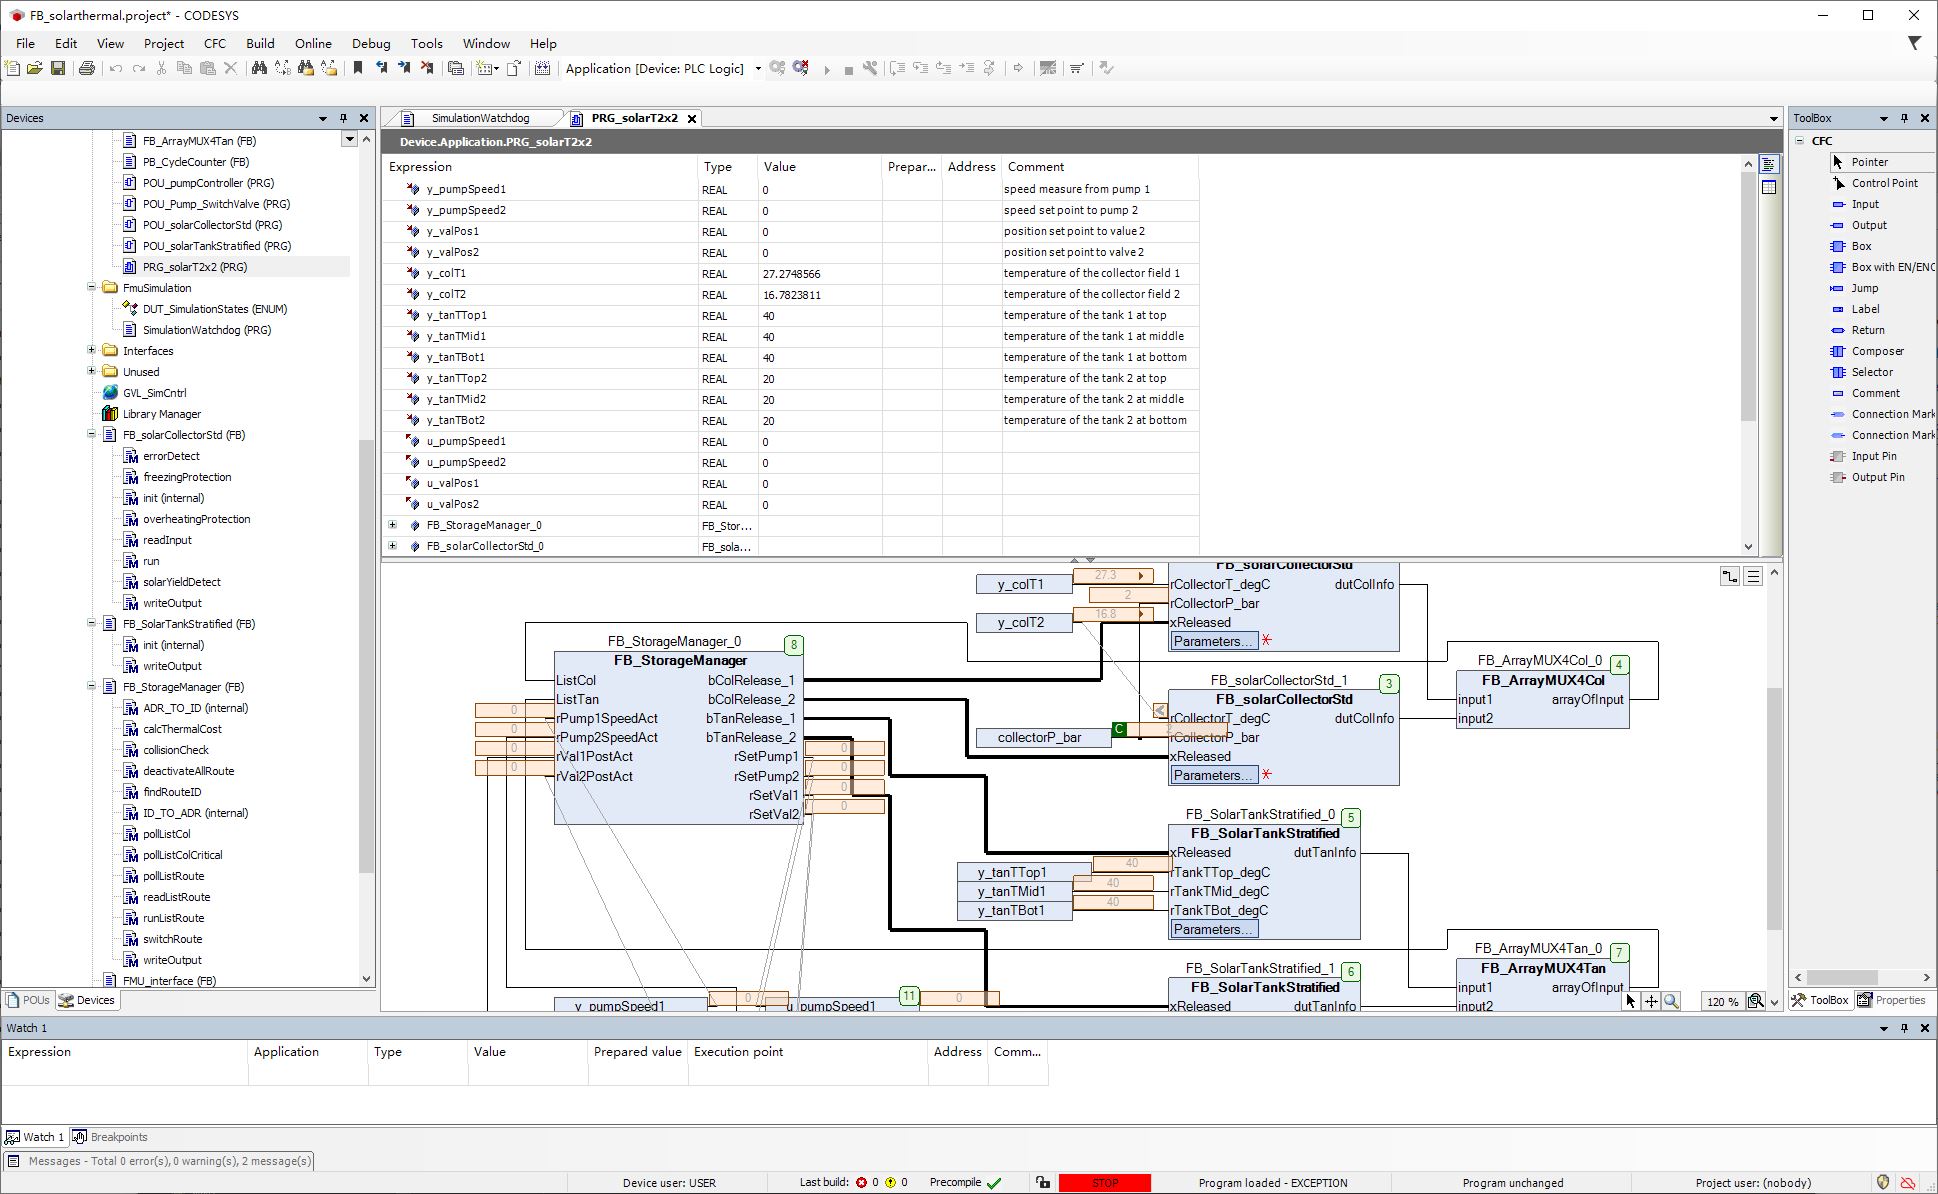 FB_solarthermal.project* - CODESYS
File Edit View Project CFC Build Online Debug Tools Window Help
Application [Device: PLC Logic]
Devices
FB_ArrayMUX4Tan (FB)
PB_CycleCounter (FB)
POU_pumpController (PRG)
POU_Pump_SwitchValve (PRG)
POU_solarCollectorStd (PRG)
POU_solarTankStratified (PRG)
PRG_solarT2x2 (PRG)
FmuSimulation
DUT_SimulationStates (ENUM)
SimulationWatchdog (PRG)
Interfaces
Unused
GVL_SimCntrl
Library Manager
FB_solarCollectorStd (FB)
errorDetect
freezingProtection
init (internal)
overheatingProtection
readInput
run
solarYieldDetect
writeOutput
FB_SolarTankStratified (FB)
init (internal)
writeOutput
FB_StorageManager (FB)
ADR_TO_ID (internal)
calcThermalCost
collisionCheck
deactivateAllRoute
findRouteID
ID_TO_ADR (internal)
pollListCol
pollListColCritical
pollListRoute
readListRoute
runListRoute
switchRoute
writeOutput
FMU_interface (FB)
POUs Devices
SimulationWatchdog PRG_solarT2x2
Device.Application.PRG_solarT2x2
Expression Type Value Prepar... Address Comment
y_pumpSpeed1 REAL 0 speed measure from pump 1
y_pumpSpeed2 REAL 0 speed set point to pump 2
y_valPos1 REAL 0 position set point to value 2
y_valPos2 REAL 0 position set point to valve 2
y_colT1 REAL 27.2748566 temperature of the collector field 1
y_colT2 REAL 16.7823811 temperature of the collector field 2
y_tanTTop1 REAL 40 temperature of the tank 1 at top
y_tanTMid1 REAL 40 temperature of the tank 1 at middle
y_tanTBot1 REAL 40 temperature of the tank 1 at bottom
y_tanTTop2 REAL 20 temperature of the tank 2 at top
y_tanTMid2 REAL 20 temperature of the tank 2 at middle
y_tanTBot2 REAL 20 temperature of the tank 2 at bottom
u_pumpSpeed1 REAL 0
u_pumpSpeed2 REAL 0
u_valPos1 REAL 0
u_valPos2 REAL 0
FB_StorageManager_0 FB_Stor...
FB_solarCollectorStd_0 FB_sola...
FB_solarCollectorStd
y_colT1 27.3 rCollectorT_degC dutColInfo
2 rCollectorP_bar
y_colT2 16.8 xReleased
Parameters...
FB_StorageManager_0 8
FB_StorageManager
ListCol bColRelease_1
ListTan bColRelease_2
0 rPump1SpeedAct bTanRelease_1
0 rPump2SpeedAct bTanRelease_2
0 rVal1PostAct rSetPump1 0
0 rVal2PostAct rSetPump2 0
rSetVal1 0
rSetVal2 0
FB_solarCollectorStd_1 3
FB_solarCollectorStd
rCollectorT_degC dutColInfo
collectorP_bar C 2 rCollectorP_bar
xReleased
Parameters...
FB_ArrayMUX4Col_0 4
FB_ArrayMUX4Col
input1 arrayOfInput
input2
FB_SolarTankStratified_0 5
FB_SolarTankStratified
xReleased dutTanInfo
y_tanTTop1 40 rTankTTop_degC
y_tanTMid1 40 rTankTMid_degC
y_tanTBot1 40 rTankTBot_degC
Parameters...
FB_SolarTankStratified_1 6
FB_SolarTankStratified
xReleased dutTanInfo
FB_ArrayMUX4Tan_0 7
FB_ArrayMUX4Tan
input1 arrayOfInput
input2
y_pumpSpeed1 0 u_pumpSpeed1 11 0
120 %
ToolBox
CFC
Pointer
Control Point
Input
Output
Box
Box with EN/ENO
Jump
Label
Return
Composer
Selector
Comment
Connection Mark
Connection Mark
Input Pin
Output Pin
ToolBox Properties
Watch 1
Expression Application Type Value Prepared value Execution point Address Comm...
Watch 1 Breakpoints
Messages - Total 0 error(s), 0 warning(s), 2 message(s)
Device user: USER Last build: 0 0 Precompile STOP Program loaded - EXCEPTION Program unchanged Project user: (nobody)